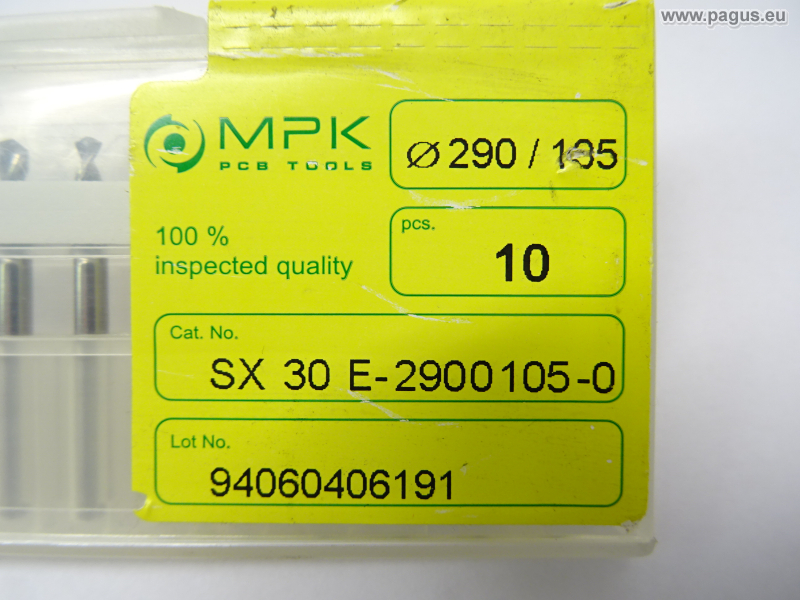 www.pagus.eu
MPK
PCB TOOLS
⌀ 290 /
100 %
inspected quality
pcs.
10
Cat. No.
SX 30 E-2900105-0
Lot No.
94060406191